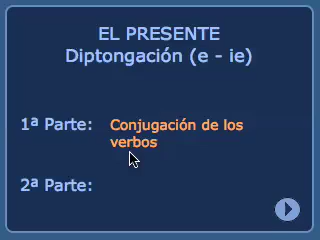 EL PRESENTE
Diptongación (e - ie)
1ª Parte: Conjugación de los
verbos
2ª Parte: